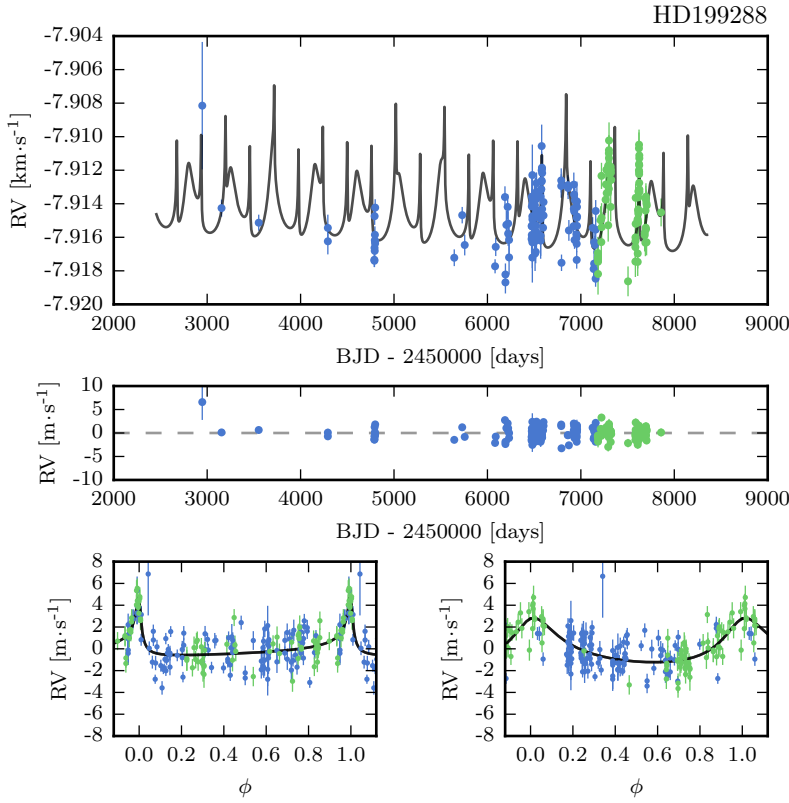 HD199288
-7.904
-7.906
-7.908
-7.910
-7.912
-7.914
-7.916
-7.918
-7.920
RV [km·s⁻¹]
2000 3000 4000 5000 6000 7000 8000 9000
BJD - 2450000 [days]
10
5
0
-5
-10
RV [m·s⁻¹]
2000 3000 4000 5000 6000 7000 8000 9000
BJD - 2450000 [days]
8
6
4
2
0
-2
-4
-6
-8
RV [m·s⁻¹]
0.0 0.2 0.4 0.6 0.8 1.0
ϕ
8
6
4
2
0
-2
-4
-6
-8
RV [m·s⁻¹]
0.0 0.2 0.4 0.6 0.8 1.0
ϕ